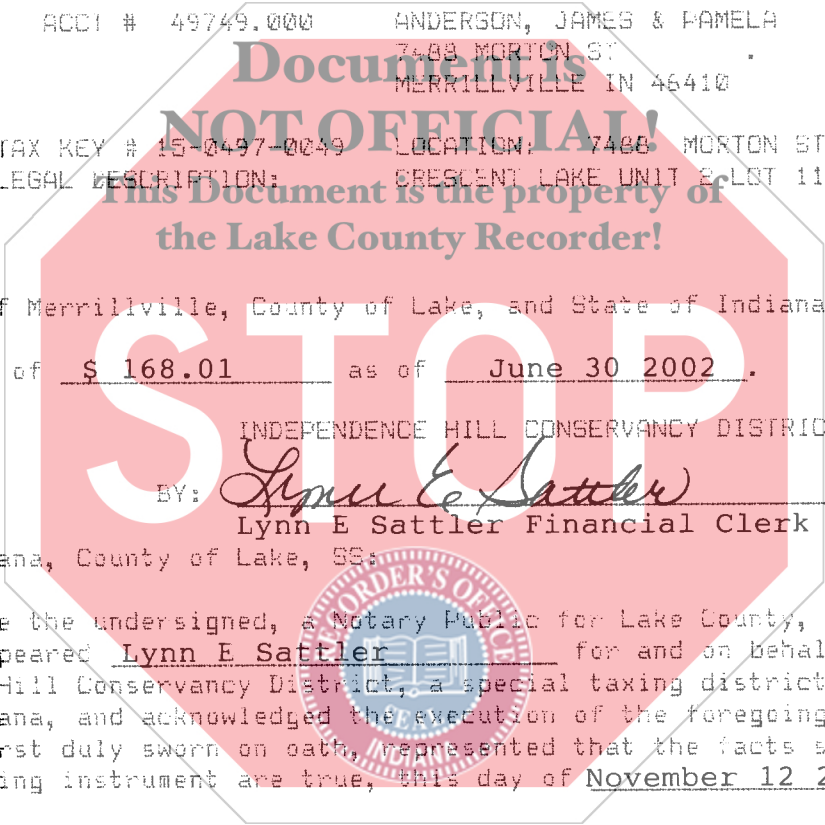 ACCT # 49749.000 ANDERSON, JAMES & PAMELA
7488 MORTON ST
MERRILLVILLE IN 46410
Document is
NOT OFFICIAL!
TAX KEY # 15-0497-0049 LOCATION: 7488 MORTON ST
LEGAL DESCRIPTION: CRESCENT LAKE UNIT 2 LOT 11
This Document is the property of
the Lake County Recorder!
f Merrillville, County of Lake, and State of Indiana
STOP
of $ 168.01 as of June 30 2002 .
INDEPENDENCE HILL CONSERVANCY DISTRIC
BY: Lynn E Sattler
Lynn E Sattler Financial Clerk
ana, County of Lake, SS:
RECORDER'S OFFICE
SEAL
INDIANA
e the undersigned, a Notary Public for Lake County,
peared Lynn E Sattler for and on behal
Hill Conservancy District, a special taxing district
ana, and acknowledged the execution of the foregoing
rst duly sworn on oath, represented that the facts s
ing instrument are true, this day of November 12 2